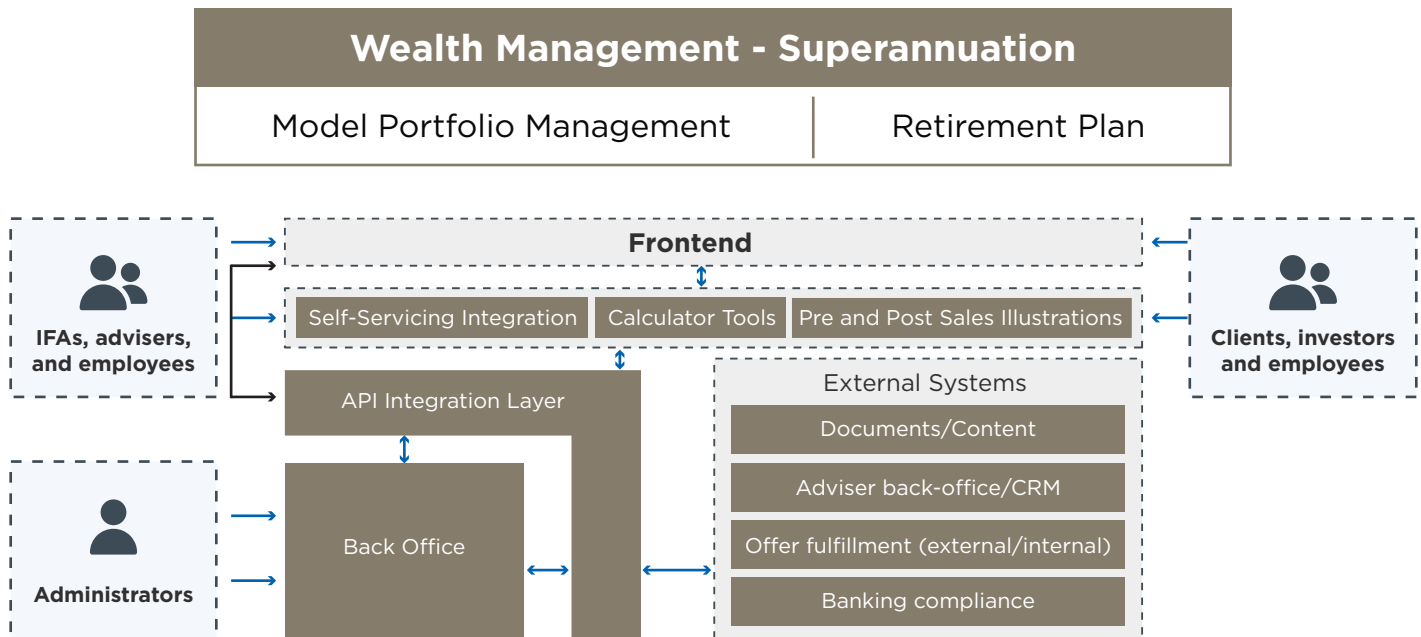 Wealth Management - Superannuation
Model Portfolio Management
Retirement Plan
IFAs, advisers,
and employees
Frontend
Self-Servicing Integration
Calculator Tools
Pre and Post Sales Illustrations
Clients, investors
and employees
API Integration Layer
External Systems
Documents/Content
Adviser back-office/CRM
Offer fulfillment (external/internal)
Banking compliance
Administrators
Back Office